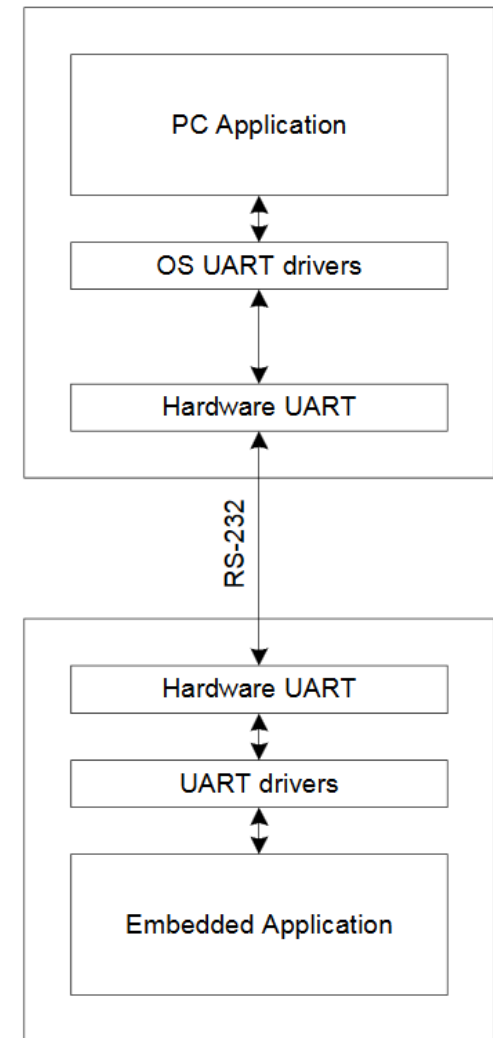 PC Application
OS UART drivers
Hardware UART
RS-232
Hardware UART
UART drivers
Embedded Application